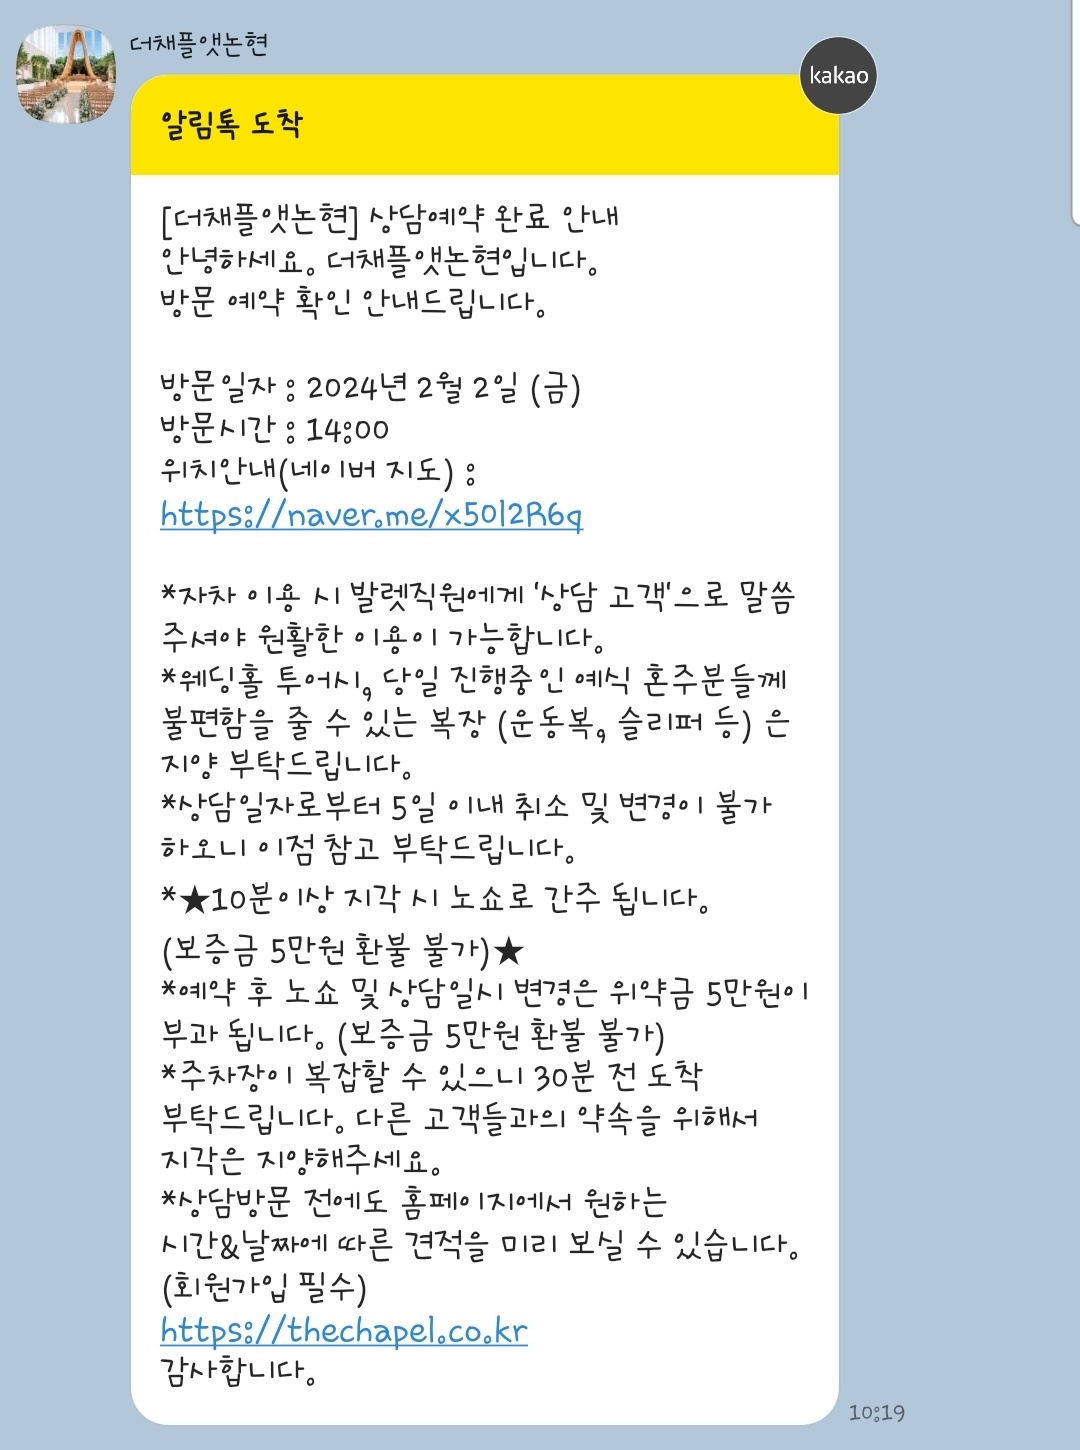 더채플앳논현
kakao
알림톡 도착
[더채플앳논현] 상담예약 완료 안내
안녕하세요. 더채플앳논현입니다.
방문 예약 확인 안내드립니다.
방문일자 : 2024년 2월 2일 (금)
방문시간 : 14:00
위치안내(네이버 지도) :
https://naver.me/x50l2R6q
*자차 이용 시 발렛직원에게 '상담 고객'으로 말씀
주셔야 원활한 이용이 가능합니다.
*웨딩홀 투어시, 당일 진행중인 예식 혼주분들께
불편함을 줄 수 있는 복장 (운동복, 슬리퍼 등) 은
지양 부탁드립니다.
*상담일자로부터 5일 이내 취소 및 변경이 불가
하오니 이점 참고 부탁드립니다.
*★10분이상 지각 시 노쇼로 간주 됩니다.
(보증금 5만원 환불 불가)★
*예약 후 노쇼 및 상담일시 변경은 위약금 5만원이
부과 됩니다. (보증금 5만원 환불 불가)
*주차장이 복잡할 수 있으니 30분 전 도착
부탁드립니다. 다른 고객들과의 약속을 위해서
지각은 지양해주세요.
*상담방문 전에도 홈페이지에서 원하는
시간&날짜에 따른 견적을 미리 보실 수 있습니다.
(회원가입 필수)
https://thechapel.co.kr
감사합니다.
10:19